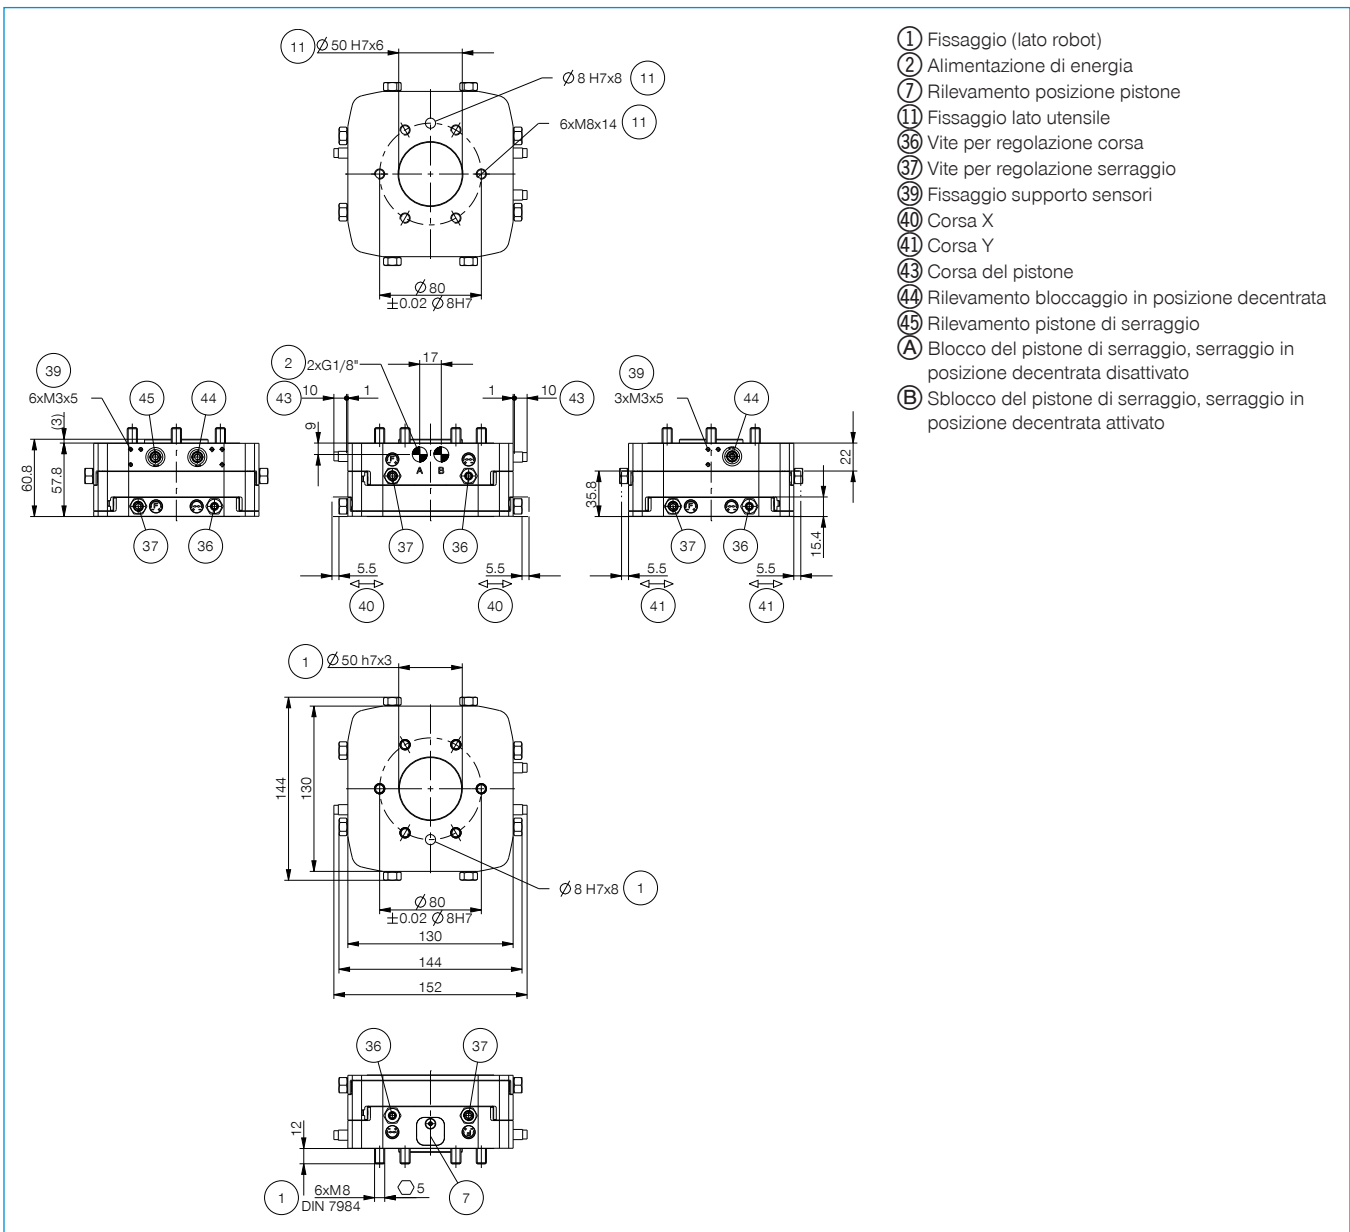 11 Ø 50 H7x6
Ø 8 H7x8 11
6xM8x14 11
Ø 80
±0.02 Ø 8H7
1 Fissaggio (lato robot)
2 Alimentazione di energia
7 Rilevamento posizione pistone
11 Fissaggio lato utensile
36 Vite per regolazione corsa
37 Vite per regolazione serraggio
39 Fissaggio supporto sensori
40 Corsa X
41 Corsa Y
43 Corsa del pistone
44 Rilevamento bloccaggio in posizione decentrata
45 Rilevamento pistone di serraggio
A Blocco del pistone di serraggio, serraggio in
posizione decentrata disattivato
B Sblocco del pistone di serraggio, serraggio in
posizione decentrata attivato
39
6xM3x5
45
44
(3)
60.8
57.8
37
36
2 2xG1/8"
17
43
10
1
1
10
43
9
A
B
37
36
5.5
5.5
40
40
39
3xM3x5
44
22
35.8
15.4
37
36
5.5
5.5
41
41
1 Ø 50 h7x3
144
130
Ø 8 H7x8 1
Ø 80
±0.02 Ø 8H7
130
144
152
36
37
12
1
6xM8
DIN 7984
5
7